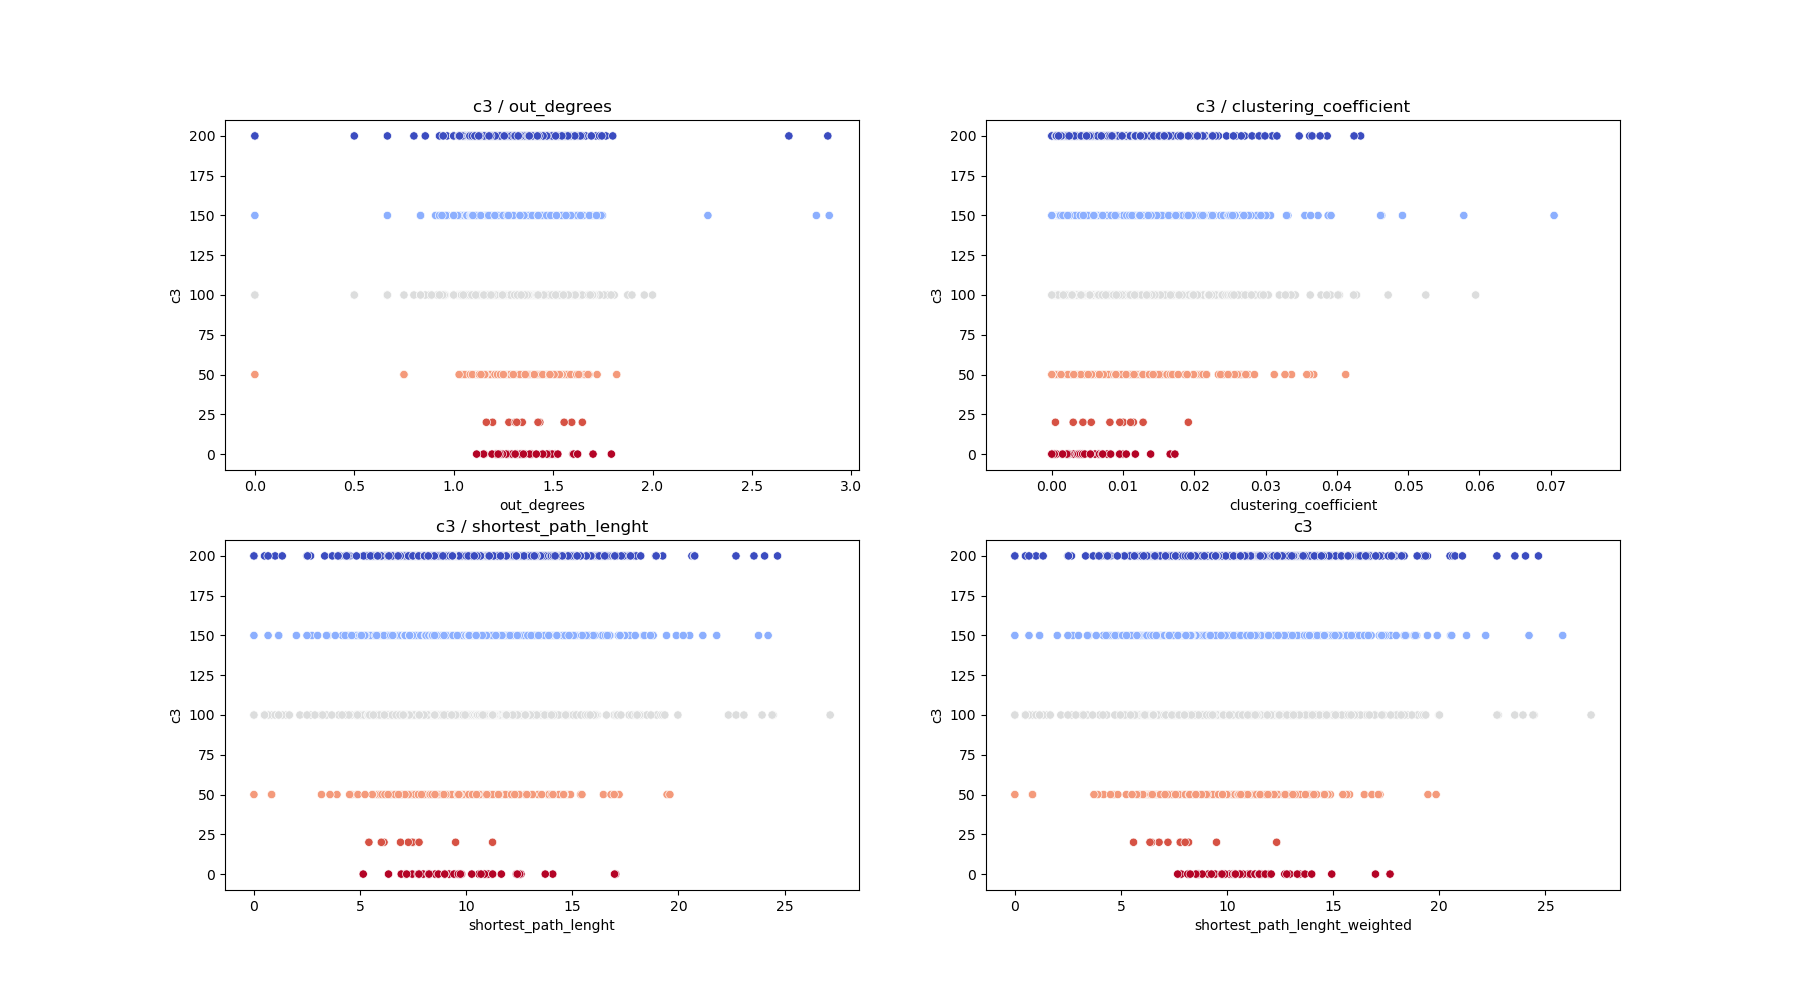 c3 / out_degrees
200
175
150
125
100
75
50
25
0
c3
0.0 0.5 1.0 1.5 2.0 2.5 3.0
out_degrees
c3 / clustering_coefficient
200
175
150
125
100
75
50
25
0
c3
0.00 0.01 0.02 0.03 0.04 0.05 0.06 0.07
clustering_coefficient
c3 / shortest_path_lenght
200
175
150
125
100
75
50
25
0
c3
0 5 10 15 20 25
shortest_path_lenght
c3
200
175
150
125
100
75
50
25
0
c3
0 5 10 15 20 25
shortest_path_lenght_weighted